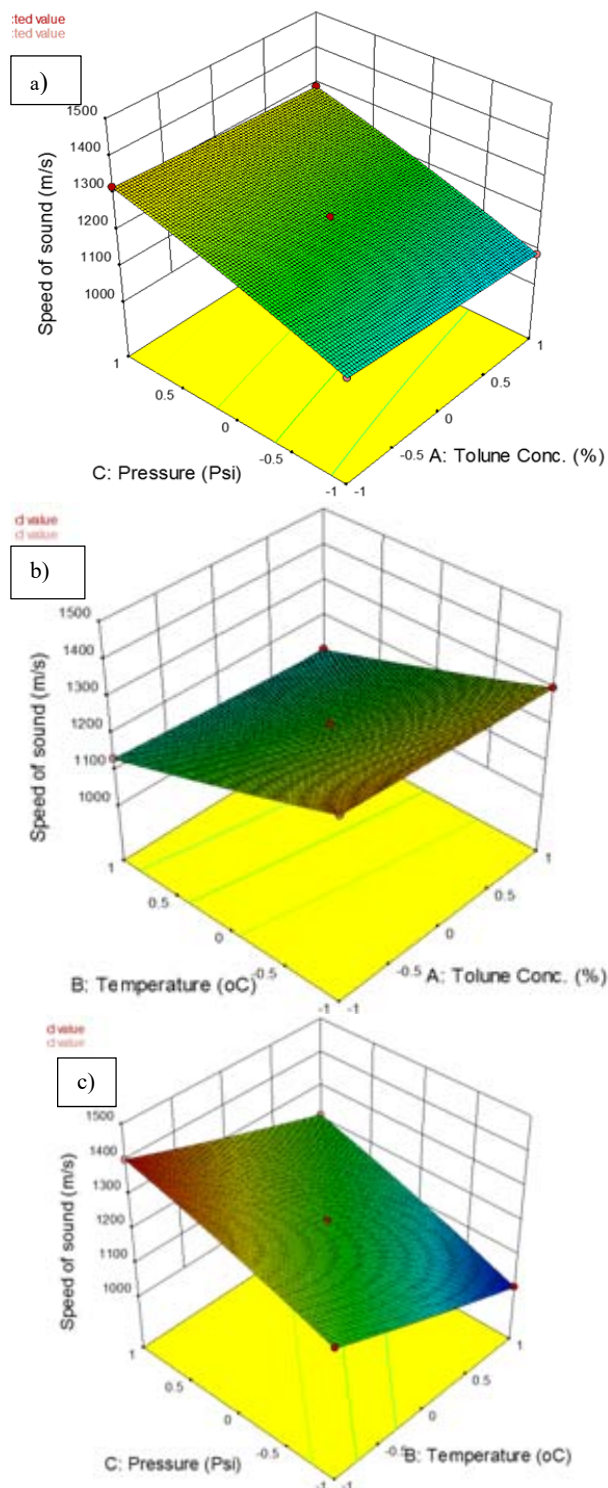 cted value
cted value
a)
1500
1400
1300
1200
1100
1000
Speed of sound (m/s)
1
0.5
0
-0.5
-1
C: Pressure (Psi)
-1
-0.5
0
0.5
1
A: Tolune Conc. (%)
d value
d value
b)
1500
1400
1300
1200
1100
1000
Speed of sound (m/s)
1
0.5
0
-0.5
-1
B: Temperature (oC)
-1
-0.5
0
0.5
1
A: Tolune Conc. (%)
d value
d value
c)
1500
1400
1300
1200
1100
1000
Speed of sound (m/s)
1
0.5
0
-0.5
-1
C: Pressure (Psi)
-1
-0.5
0
0.5
1
B: Temperature (oC)